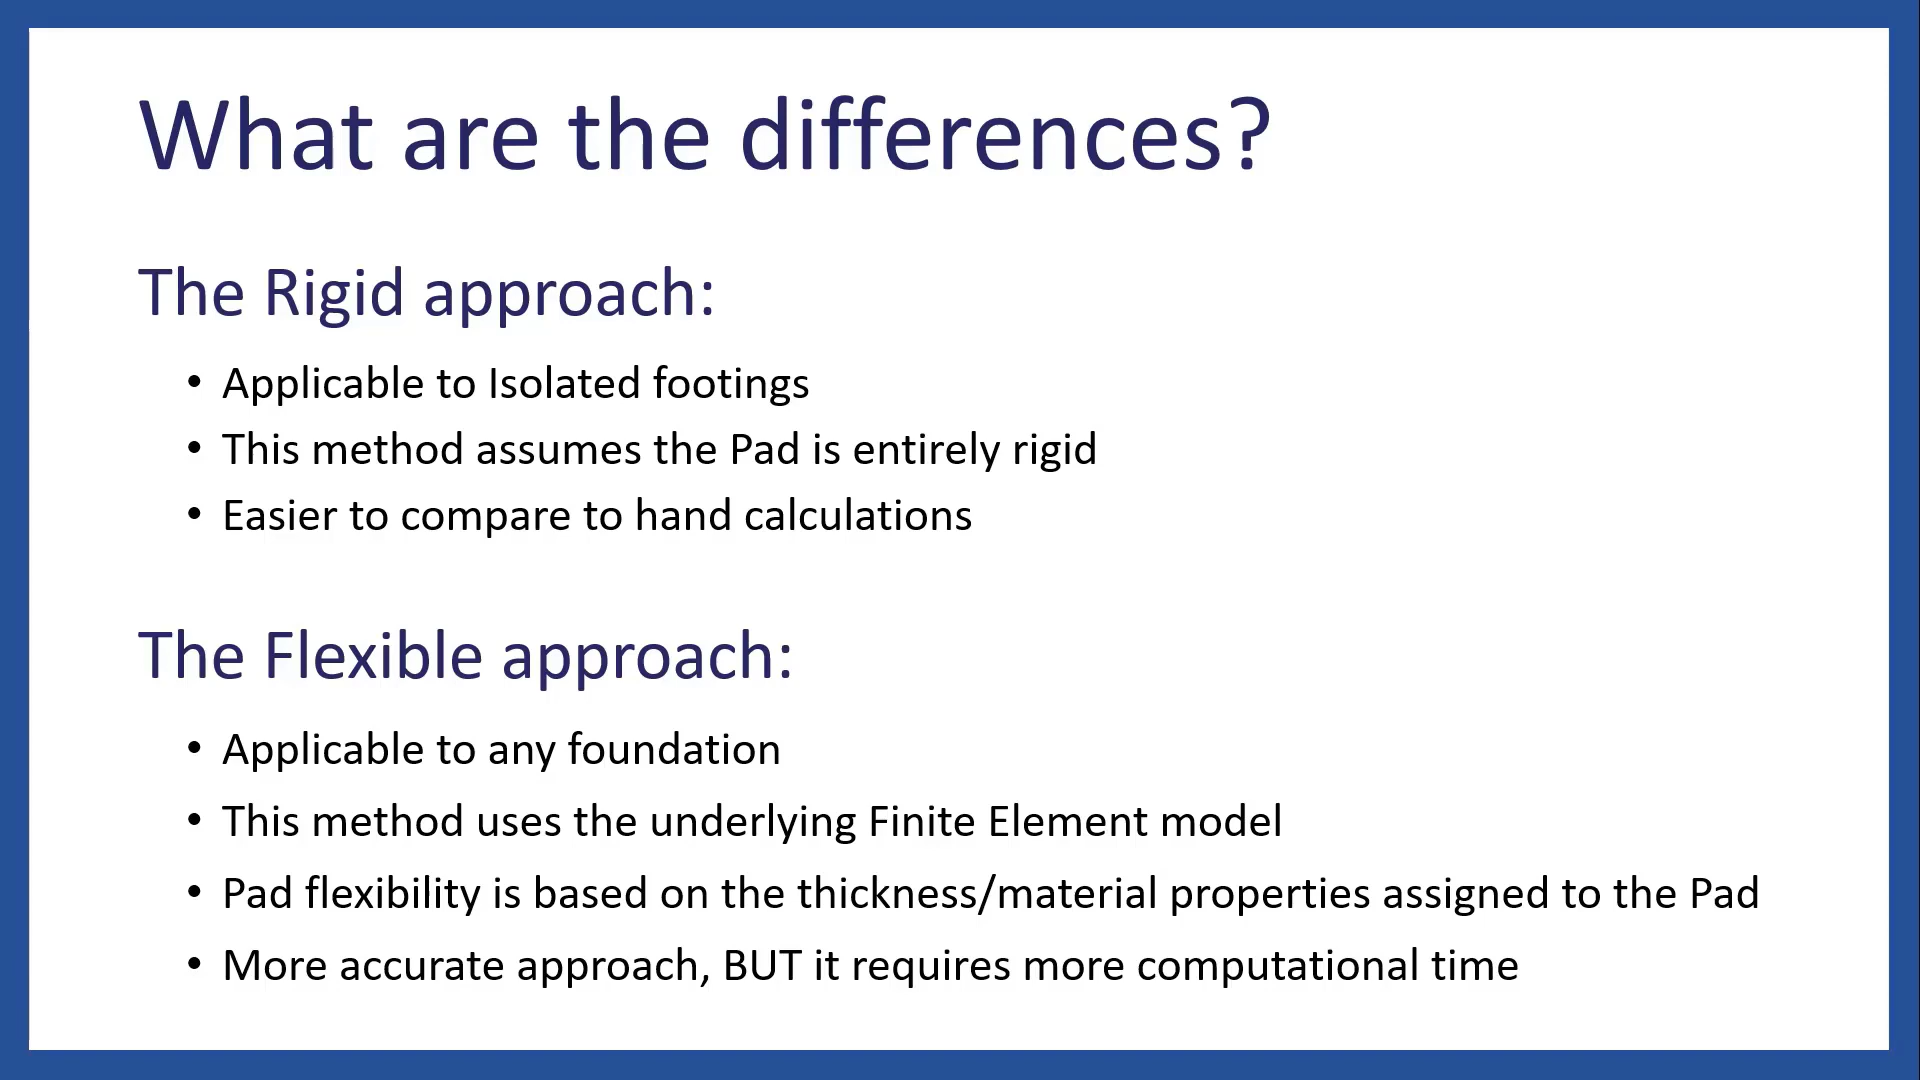 What are the differences?
The Rigid approach:
• Applicable to Isolated footings
• This method assumes the Pad is entirely rigid
• Easier to compare to hand calculations
The Flexible approach:
• Applicable to any foundation
• This method uses the underlying Finite Element model
• Pad flexibility is based on the thickness/material properties assigned to the Pad
• More accurate approach, BUT it requires more computational time